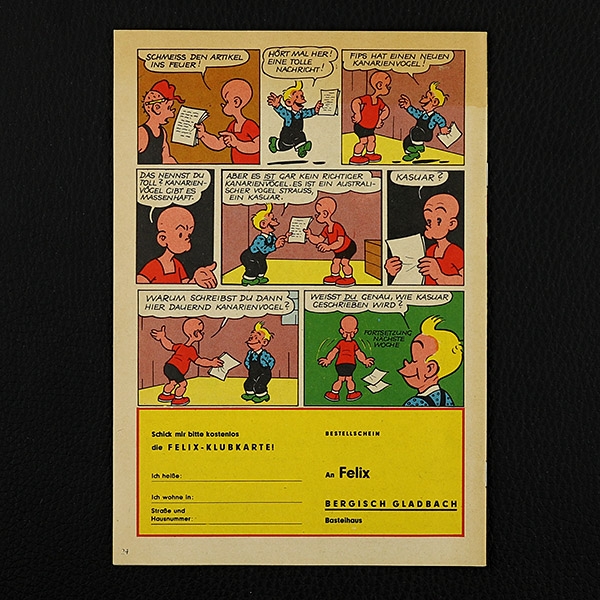 SCHMEISS DEN ARTIKEL
INS FEUER!
HÖRT MAL HER!
EINE TOLLE
NACHRICHT!
FIPS HAT EINEN NEUEN
KANARIENVOGEL!
DAS NENNST DU
TOLL? KANARIEN-
VÖGEL GIBT ES
MASSENHAFT.
ABER ES IST GAR KEIN RICHTIGER
KANARIENVOGEL. ES IST EIN AUSTRALI-
SCHER VOGEL STRAUSS,
EIN KASUAR.
KASUAR?
WARUM SCHREIBST DU DANN
HIER DAUERND KANARIENVOGEL?
WEISST DU GENAU, WIE KASUAR
GESCHRIEBEN WIRD?
FORTSETZUNG
NÄCHSTE
WOCHE
Schick mir bitte kostenlos
die FELIX-KLUBKARTE!
Ich heiße:
Ich wohne in:
Straße und
Hausnummer:
BESTELLSCHEIN
An Felix
BERGISCH GLADBACH
Basteihaus